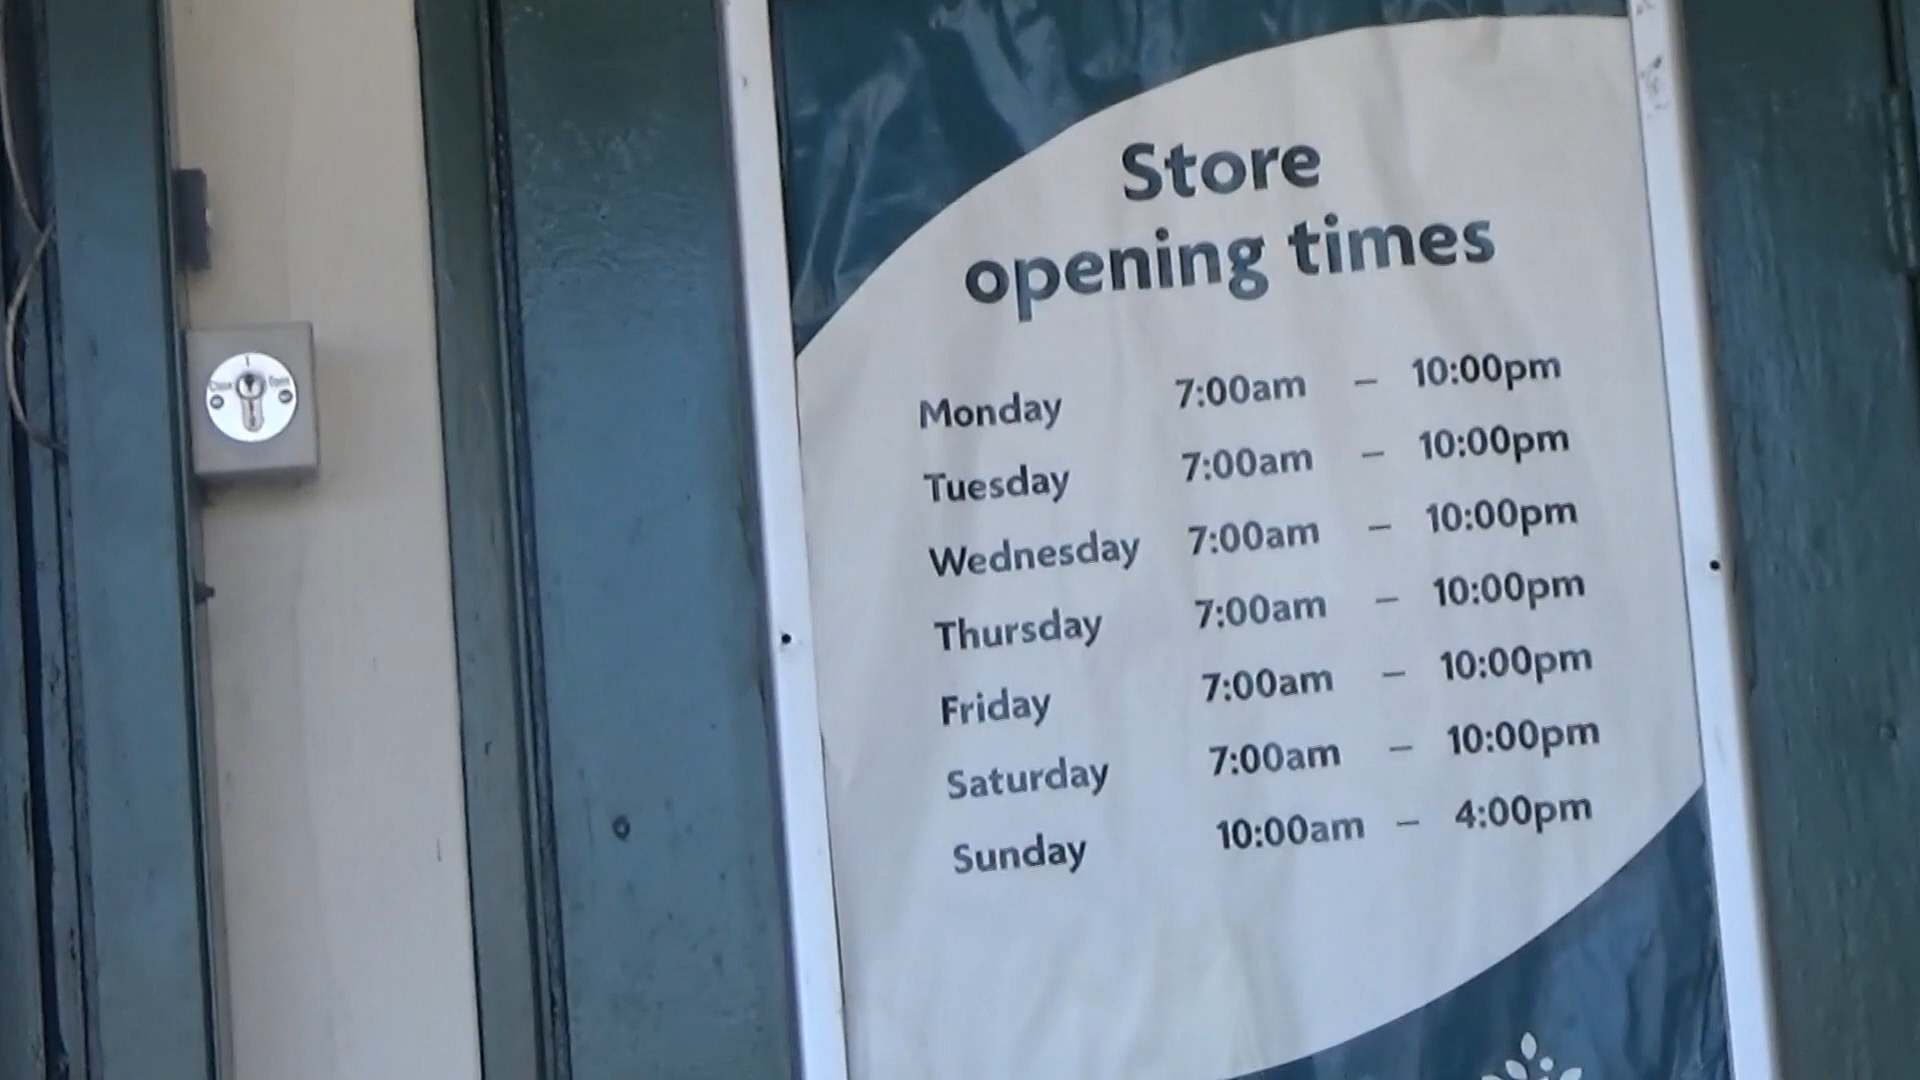 Store
opening times
Monday 7:00am – 10:00pm
Tuesday 7:00am – 10:00pm
Wednesday 7:00am – 10:00pm
Thursday 7:00am – 10:00pm
Friday 7:00am – 10:00pm
Saturday 7:00am – 10:00pm
Sunday 10:00am – 4:00pm